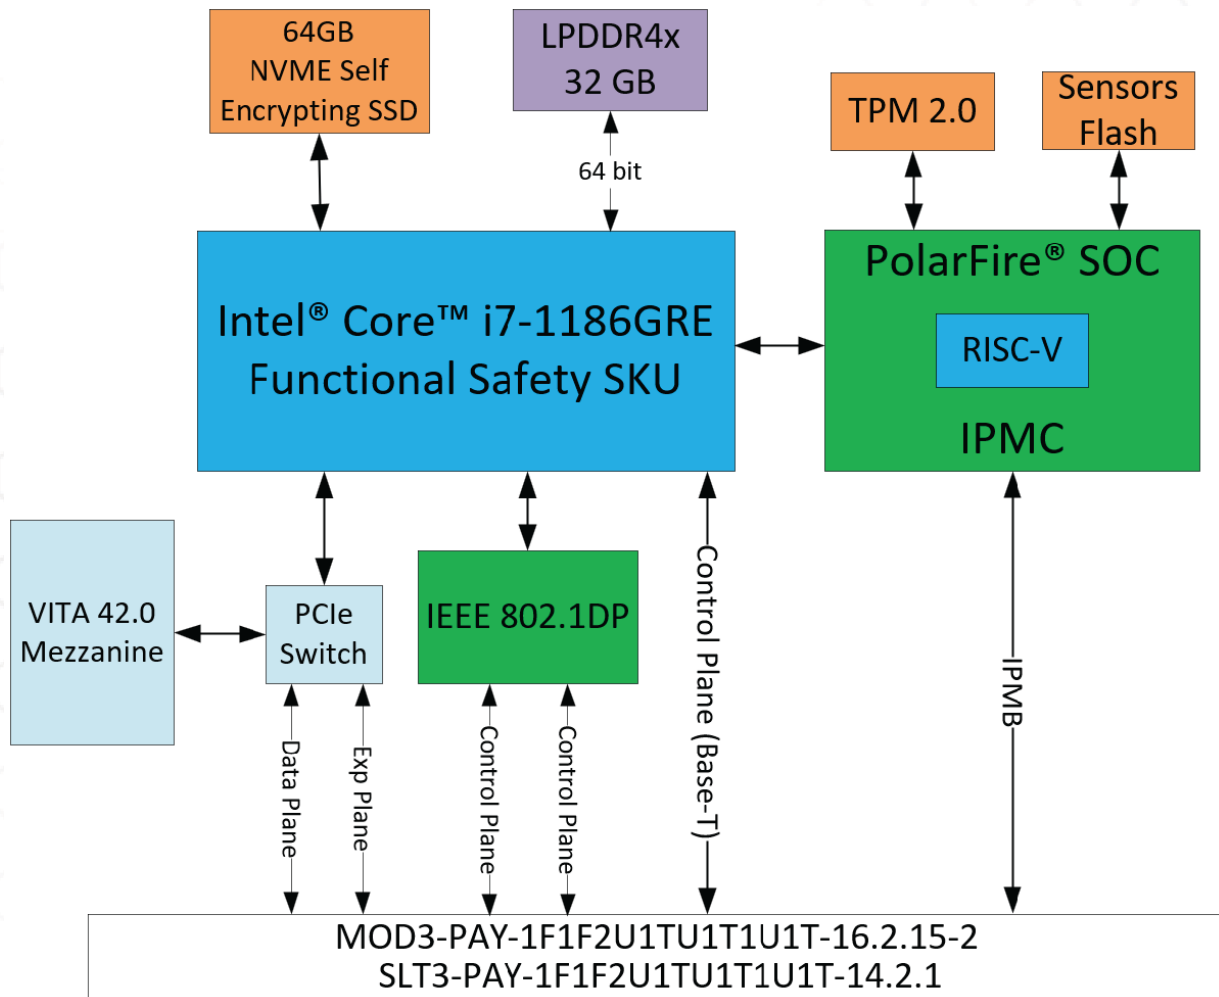 64GB
NVME Self
Encrypting SSD
LPDDR4x
32 GB
TPM 2.0
Sensors
Flash
64 bit
Intel® Core™ i7-1186GRE
Functional Safety SKU
PolarFire® SOC
RISC-V
IPMC
VITA 42.0
Mezzanine
PCIe
Switch
IEEE 802.1DP
Data Plane
Exp Plane
Control Plane
Control Plane
Control Plane (Base-T)
IPMB
MOD3-PAY-1F1F2U1TU1T1U1T-16.2.15-2
SLT3-PAY-1F1F2U1TU1T1U1T-14.2.1